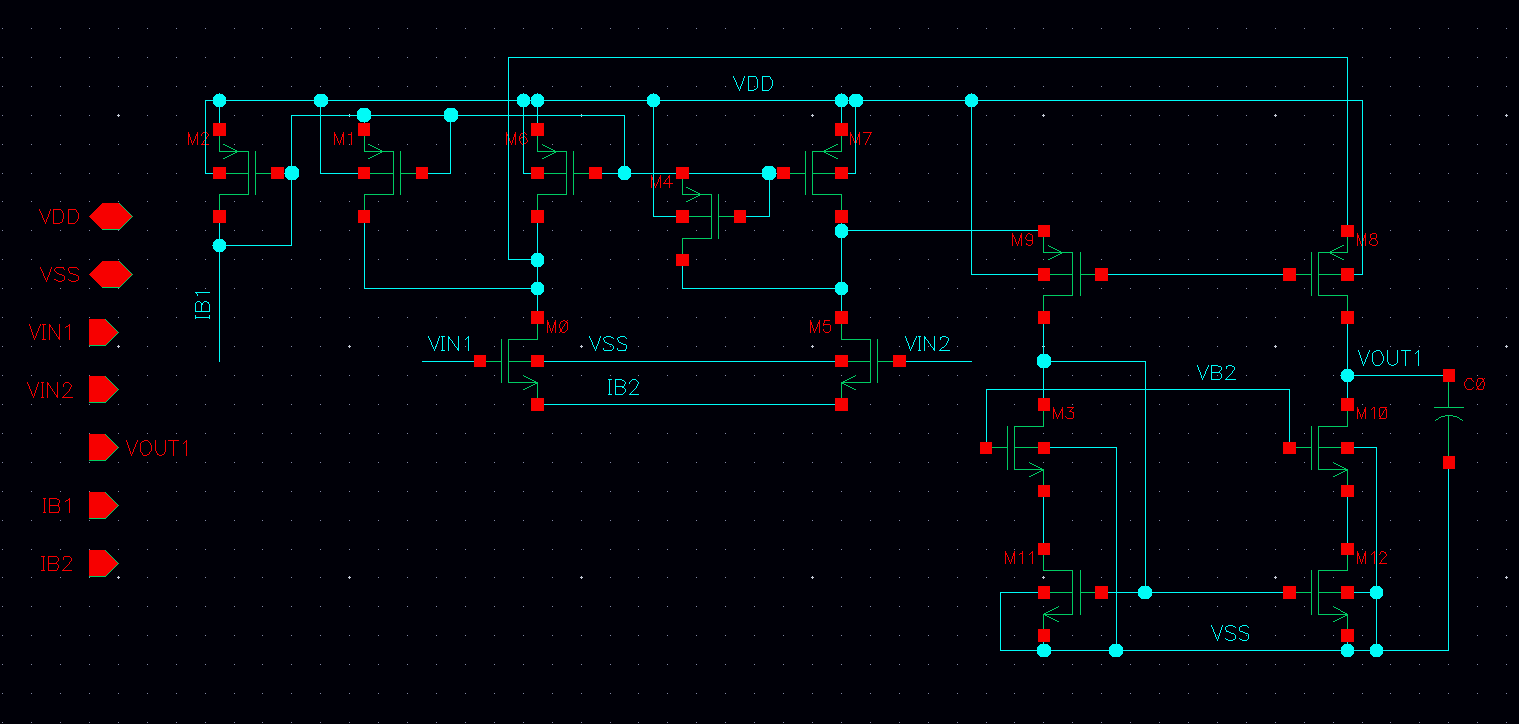 VDD
M2
M1
M6
M7
M4
VDD
M9
M8
VSS
IB1
M0
M5
VIN1
VIN1
VSS
VIN2
VOUT1
VB2
IB2
VIN2
C0
M3
M10
VOUT1
IB1
M11
M12
IB2
VSS